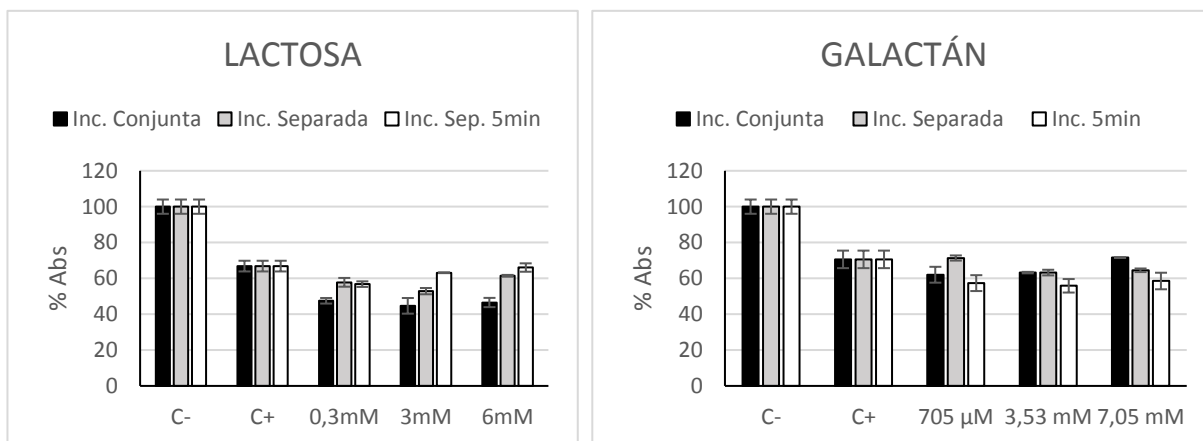 LACTOSA
Inc. Conjunta Inc. Separada Inc. Sep. 5min
120
100
80
60
40
20
0
% Abs
C- C+ 0,3mM 3mM 6mM
GALACTÁN
Inc. Conjunta Inc. Separada Inc. 5min
120
100
80
60
40
20
0
% Abs
C- C+ 705 µM 3,53 mM 7,05 mM